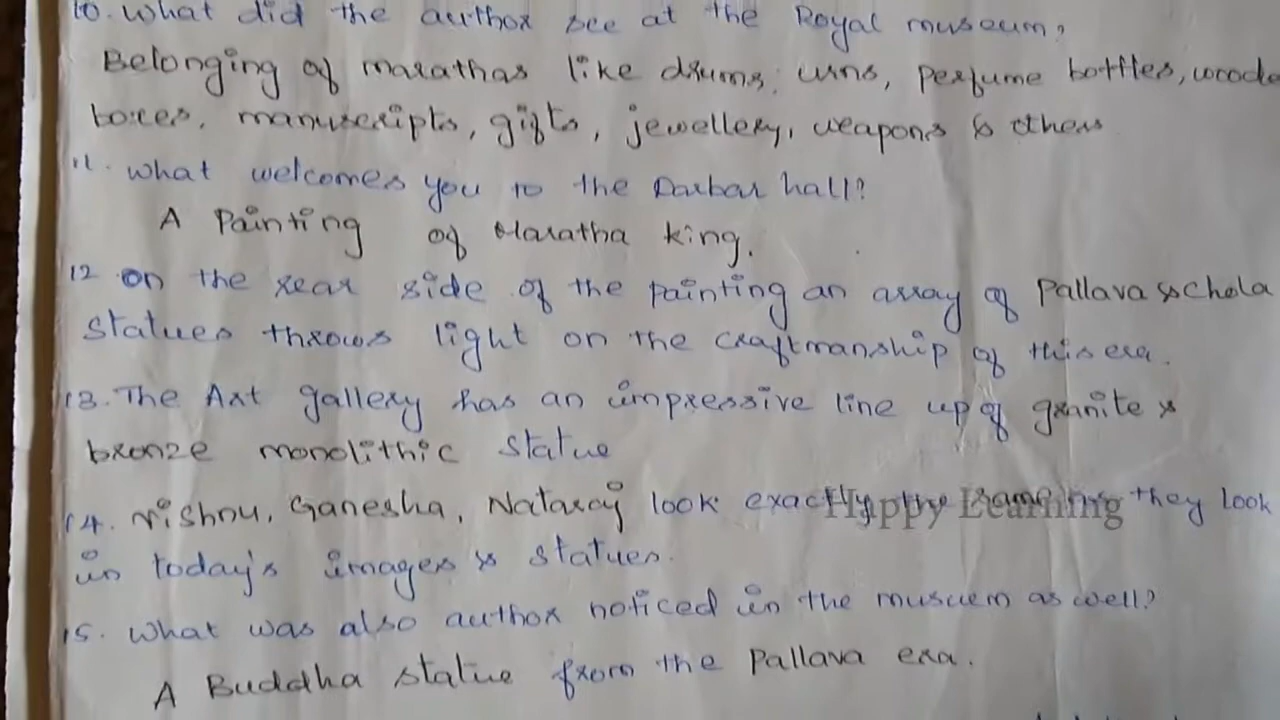 10. What did the author see at the Royal museum?
Belonging of marathas like drums, urns, perfume bottles, woode
boxes, manuscripts, gifts, jewellery, weapons & others
11. What welcomes you to the Darbar hall?
A Painting of Maratha king.
12 On the rear side of the painting an array of Pallava & Chola
statues throws light on the craftmanship of this era.
13. The Art gallery has an impressive line up of granite &
bronze monolithic statue
14. Vishnu, Ganesha, Nataraj look exactly the same as they look
in today's images & statues.
Happy Learning
15. What was also author noticed in the musuem as well?
A Buddha statue from the Pallava era.